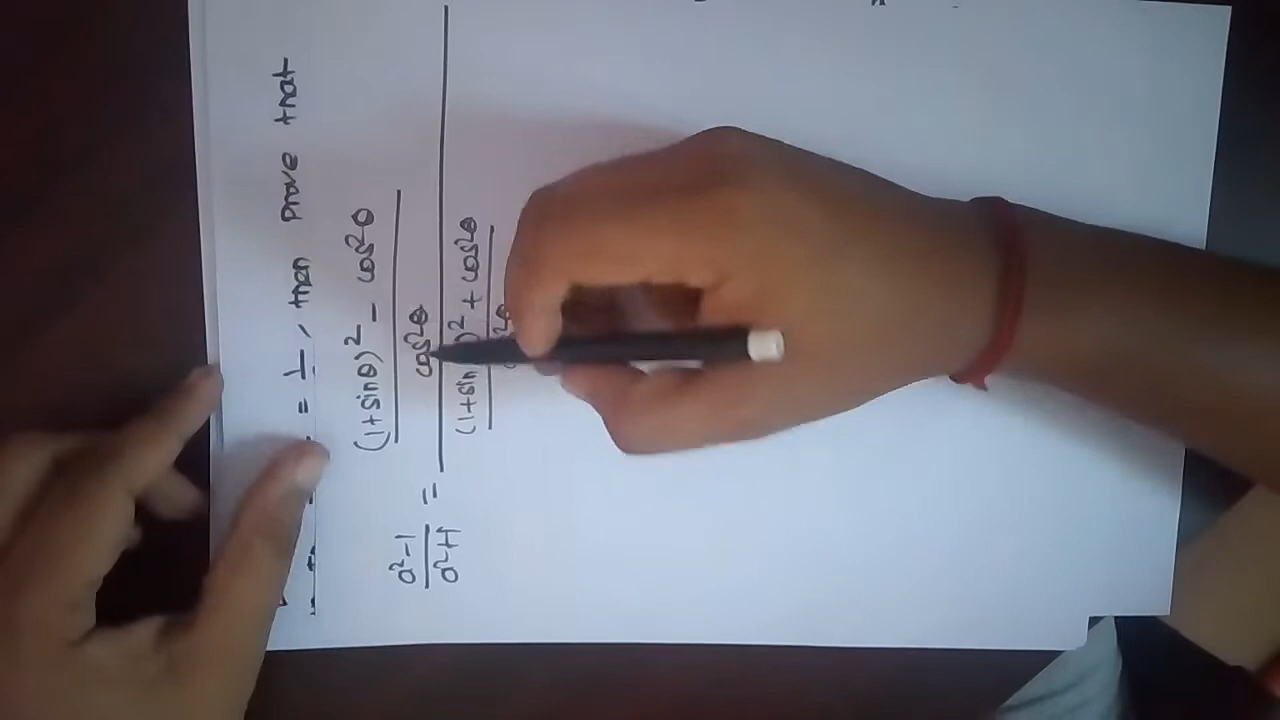 = 1/, then prove that
(1+sinθ)² - cos²θ
cos²θ
a²-1 =
a²+1
(1+sin )² + cos²θ